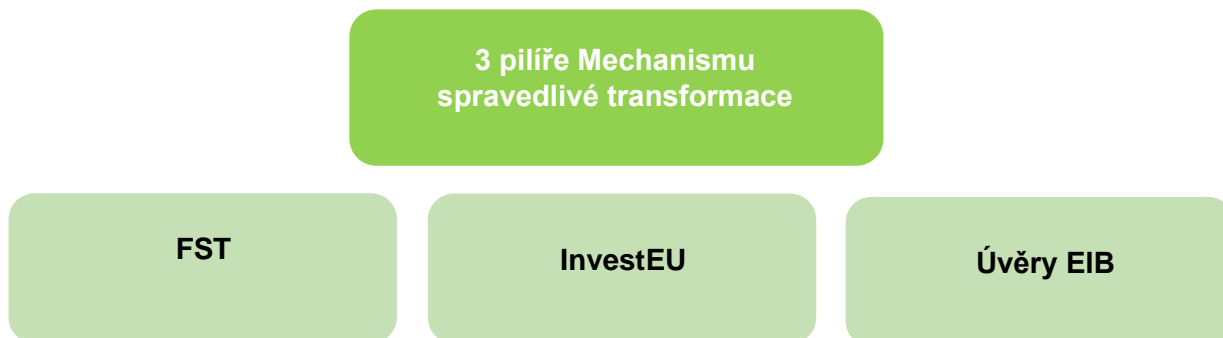 3 pilíře Mechanismu
spravedlivé transformace
FST
InvestEU
Úvěry EIB